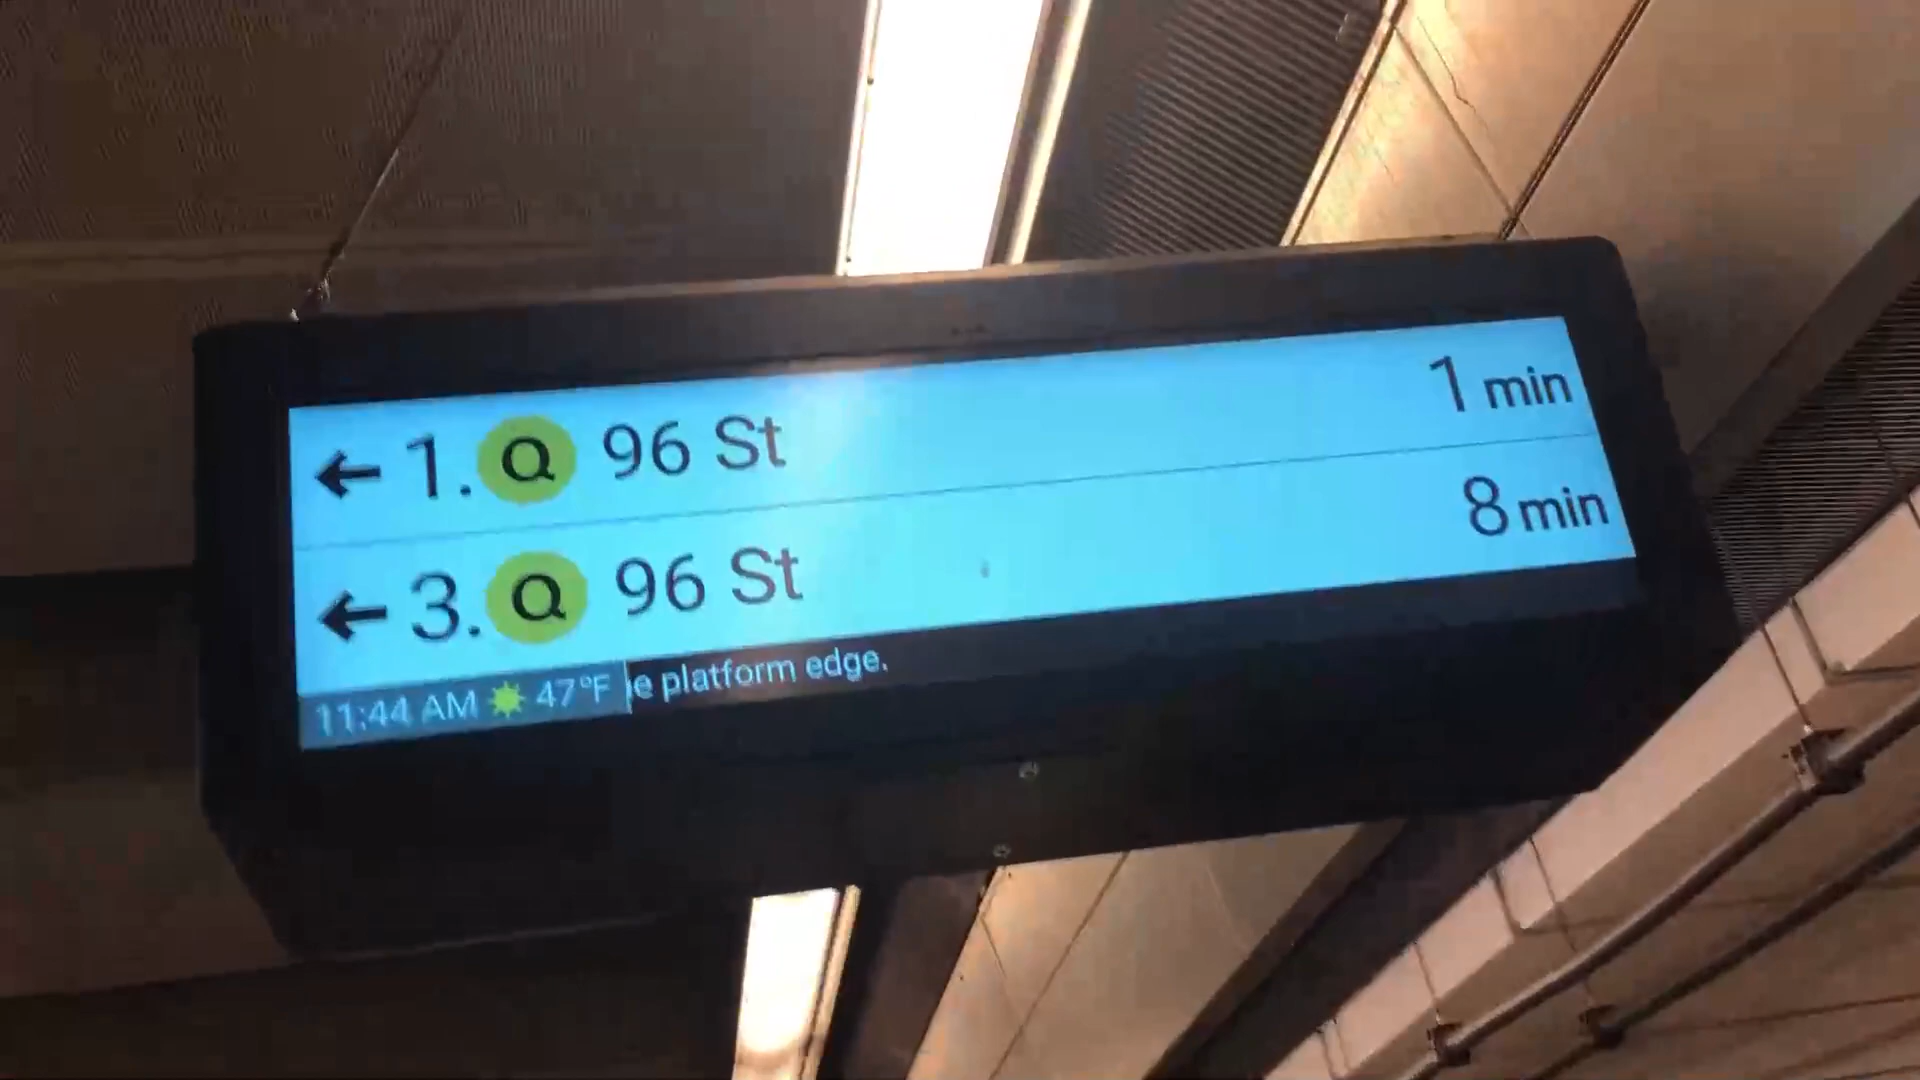 ← 1. Q 96 St 1 min
← 3. Q 96 St 8 min
11:44 AM 47°F e platform edge.